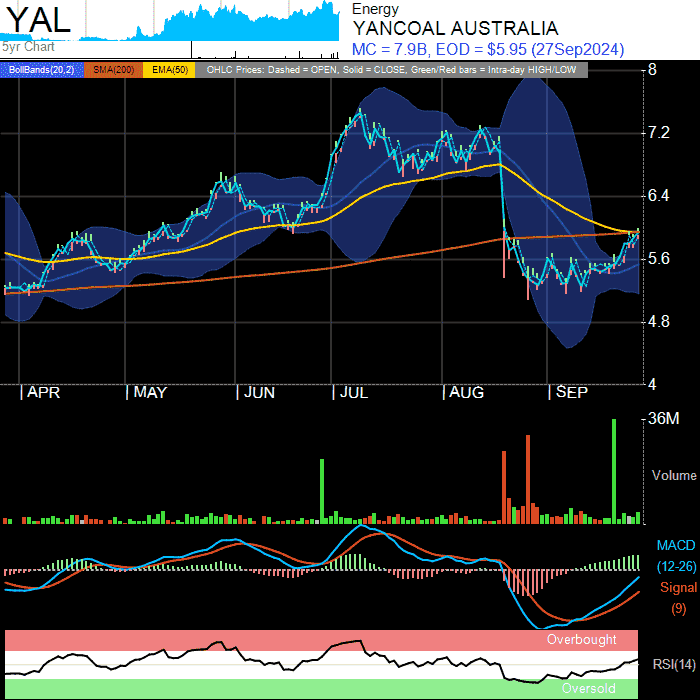 YAL
5yr Chart
Energy
YANCOAL AUSTRALIA
MC = 7.9B, EOD = $5.95 (27Sep2024)
BollBands(20,2) SMA(200) EMA(50) OHLC Prices: Dashed = OPEN, Solid = CLOSE, Green/Red bars = Intra-day HIGH/LOW
8
7.2
6.4
5.6
4.8
4
APR MAY JUN JUL AUG SEP
36M
Volume
MACD
(12-26)
Signal
(9)
Overbought
RSI(14)
Oversold